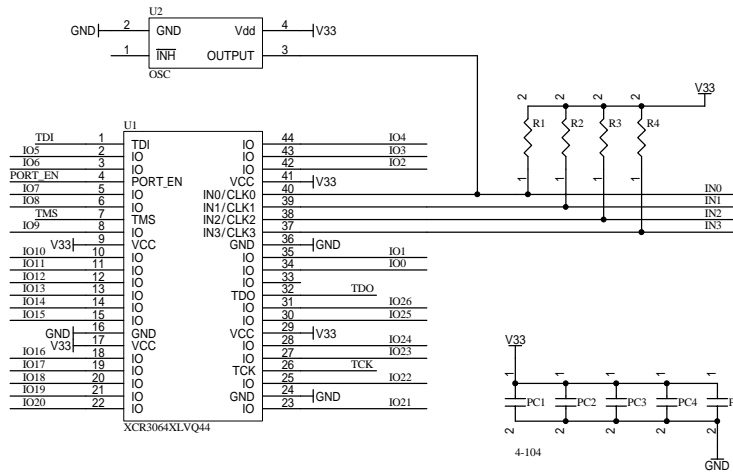 U2
GND 2 GND Vdd 4 V33
1 INH OUTPUT 3
OSC
V33
2 2 2 2
R1 R2 R3 R4
1 1 1 1
U1
TDI 1 TDI IO 44 IO4
IO5 2 IO IO 43 IO3
IO6 3 IO IO 42 IO2
PORT_EN 4 PORT_EN VCC 41 V33
IO7 5 IO IN0/CLK0 40 IN0
IO8 6 IO IN1/CLK1 39 IN1
TMS 7 TMS IN2/CLK2 38 IN2
IO9 8 IO IN3/CLK3 37 IN3
V33 9 VCC GND 36 GND
IO10 10 IO IO 35 IO1
IO11 11 IO IO 34 IO0
IO12 12 IO IO 33
IO13 13 IO TDO 32 TDO
IO14 14 IO IO 31 IO26
IO15 15 IO IO 30 IO25
GND 16 GND VCC 29 V33
V33 17 VCC IO 28 IO24
IO16 18 IO IO 27 IO23
IO17 19 IO TCK 26 TCK
IO18 20 IO IO 25 IO22
IO19 21 IO GND 24 GND
IO20 22 IO IO 23 IO21
XCR3064XLVQ44
V33
1 1 1 1 1
PC1 PC2 PC3 PC4
2 2 2 2 2
4-104
GND